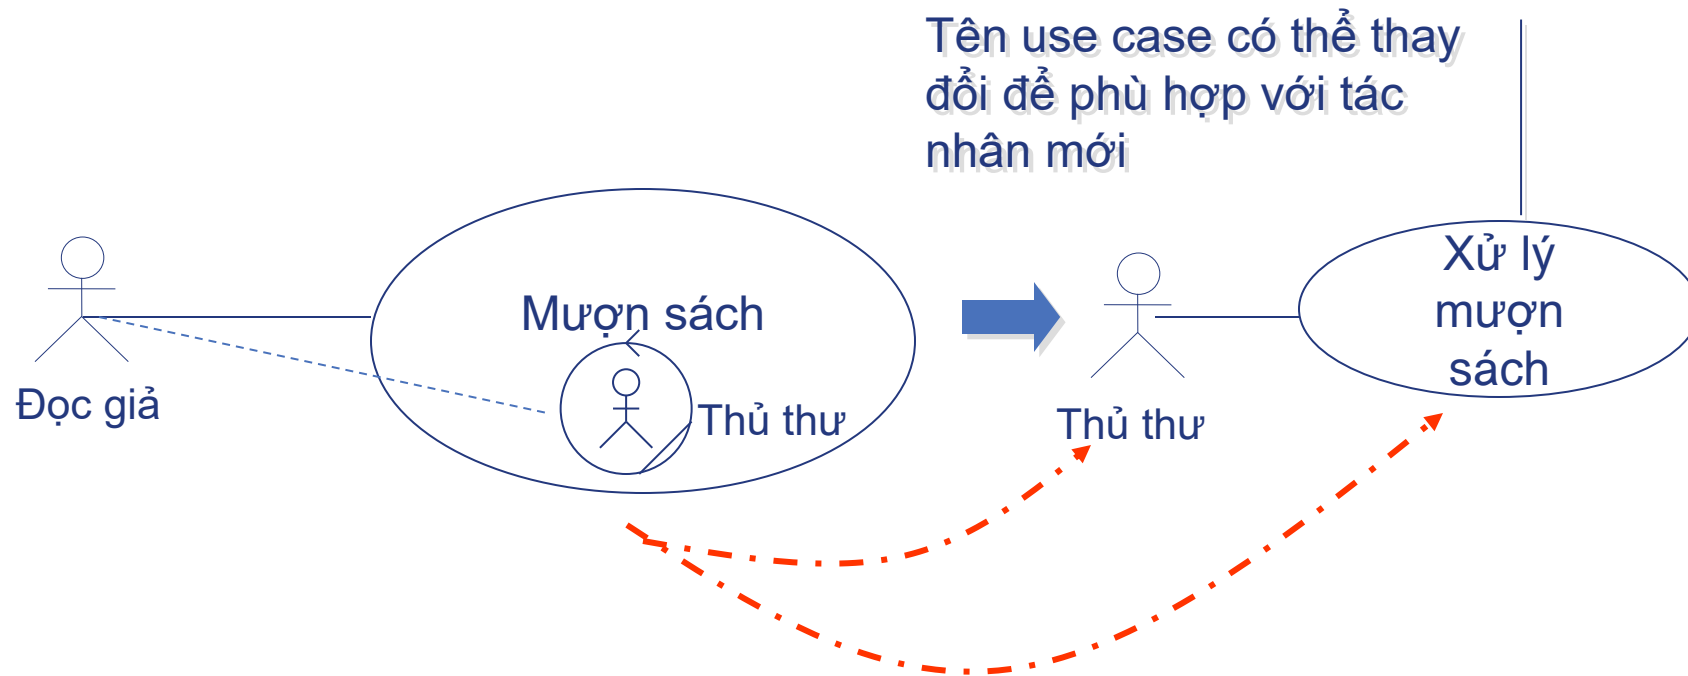 Tên use case có thể thay
đổi để phù hợp với tác
nhân mới
Mượn sách
Đọc giả
Thủ thư
Thủ thư
Xử lý
mượn
sách